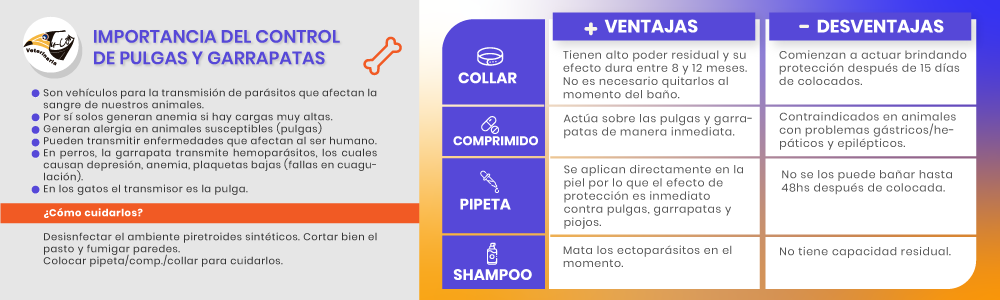 Veterinaria
IMPORTANCIA DEL CONTROL
DE PULGAS Y GARRAPATAS
Son vehículos para la transmisión de parásitos que afectan la
sangre de nuestros animales.
Por sí solos generan anemia si hay cargas muy altas.
Generan alergia en animales susceptibles (pulgas)
Pueden transmitir enfermedades que afectan al ser humano.
En perros, la garrapata transmite hemoparásitos, los cuales
causan depresión, anemia, plaquetas bajas (fallas en cuagu-
lación).
En los gatos el transmisor es la pulga.
¿Cómo cuidarlos?
Desisnfectar el ambiente piretroides sintéticos. Cortar bien el
pasto y fumigar paredes.
Colocar pipeta/comp./collar para cuidarlos.
+ VENTAJAS
- DESVENTAJAS
COLLAR
Tienen alto poder residual y su
efecto dura entre 8 y 12 meses.
No es necesario quitarlos al
momento del baño.
Comienzan a actuar brindando
protección después de 15 días
de colocados.
COMPRIMIDO
Actúa sobre las pulgas y garra-
patas de manera inmediata.
Contraindicados en animales
con problemas gástricos/he-
páticos y epilépticos.
PIPETA
Se aplican directamente en la
piel por lo que el efecto de
protección es inmediato
contra pulgas, garrapatas y
piojos.
No se los puede bañar hasta
48hs después de colocada.
SHAMPOO
Mata los ectoparásitos en el
momento.
No tiene capacidad residual.